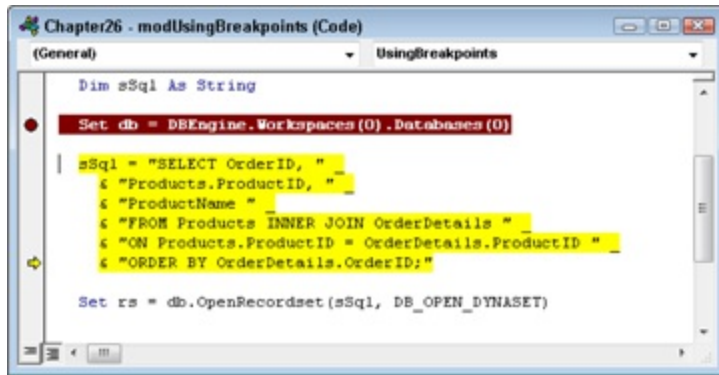 Chapter26 - modUsingBreakpoints (Code)
(General) UsingBreakpoints
Dim sSql As String
Set db = DBEngine.Workspaces(0).Databases(0)
sSql = "SELECT OrderID, " _
& "Products.ProductID, " _
& "ProductName " _
& "FROM Products INNER JOIN OrderDetails " _
& "ON Products.ProductID = OrderDetails.ProductID " _
& "ORDER BY OrderDetails.OrderID;"
Set rs = db.OpenRecordset(sSql, DB_OPEN_DYNASET)